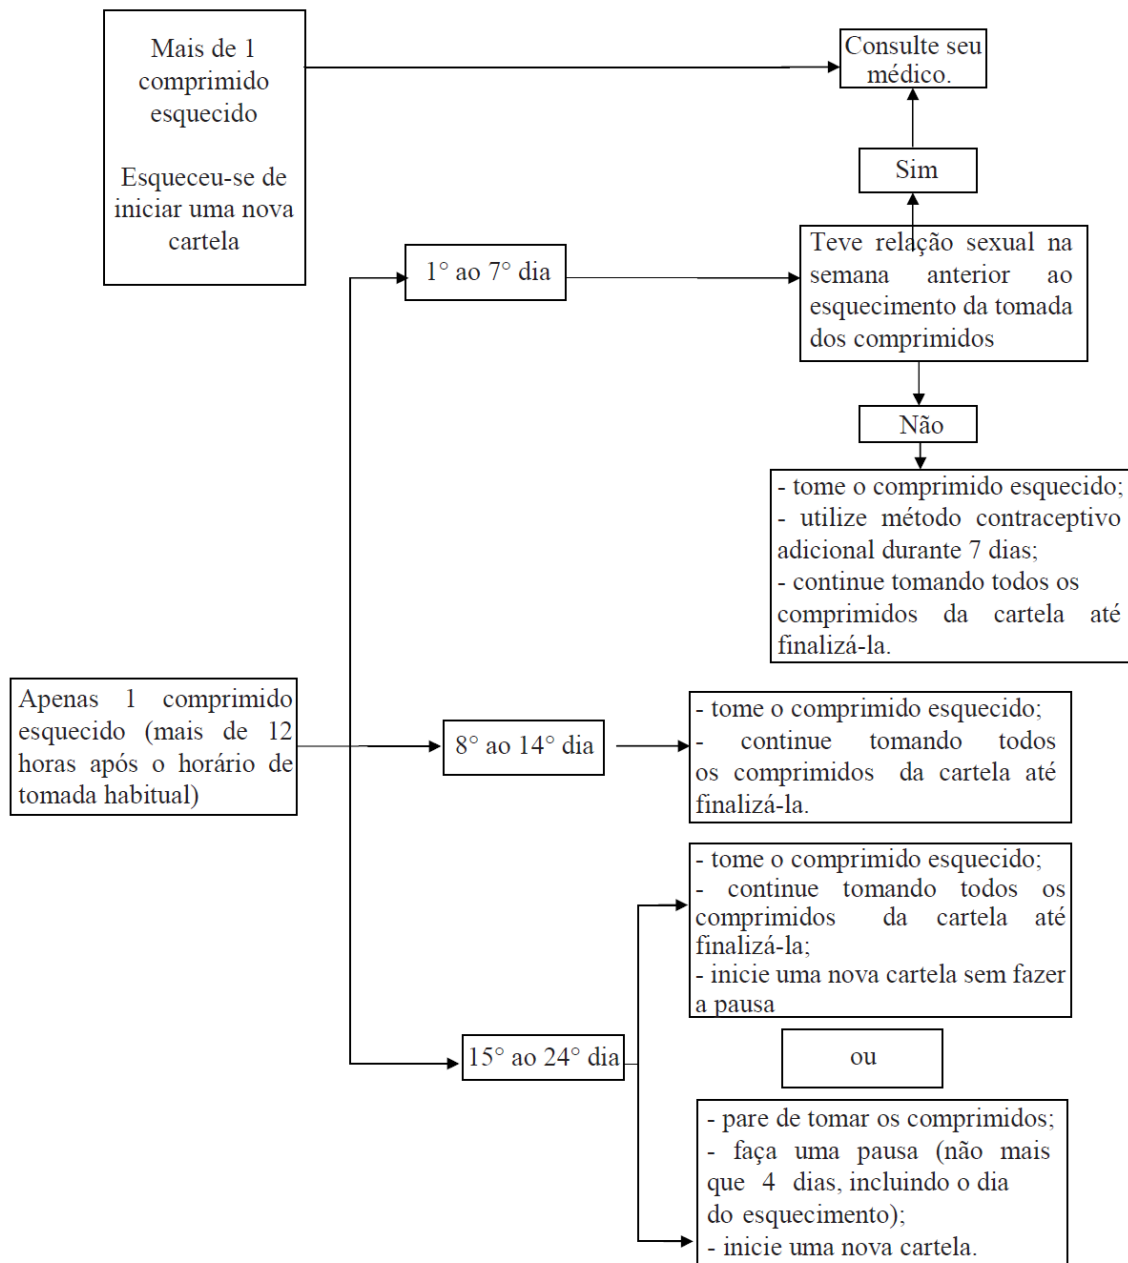 Mais de 1
comprimido
esquecido
Esqueceu-se de
iniciar uma nova
cartela
Consulte seu
médico.
Sim
Teve relação sexual na
semana anterior ao
esquecimento da tomada
dos comprimidos
1° ao 7° dia
Não
- tome o comprimido esquecido;
- utilize método contraceptivo
adicional durante 7 dias;
- continue tomando todos os
comprimidos da cartela até
finalizá-la.
Apenas 1 comprimido
esquecido (mais de 12
horas após o horário de
tomada habitual)
8° ao 14° dia
- tome o comprimido esquecido;
- continue tomando todos
os comprimidos da cartela até
finalizá-la.
15° ao 24° dia
- tome o comprimido esquecido;
- continue tomando todos os
comprimidos da cartela até
finalizá-la;
- inicie uma nova cartela sem fazer
a pausa
ou
- pare de tomar os comprimidos;
- faça uma pausa (não mais
que 4 dias, incluindo o dia
do esquecimento);
- inicie uma nova cartela.